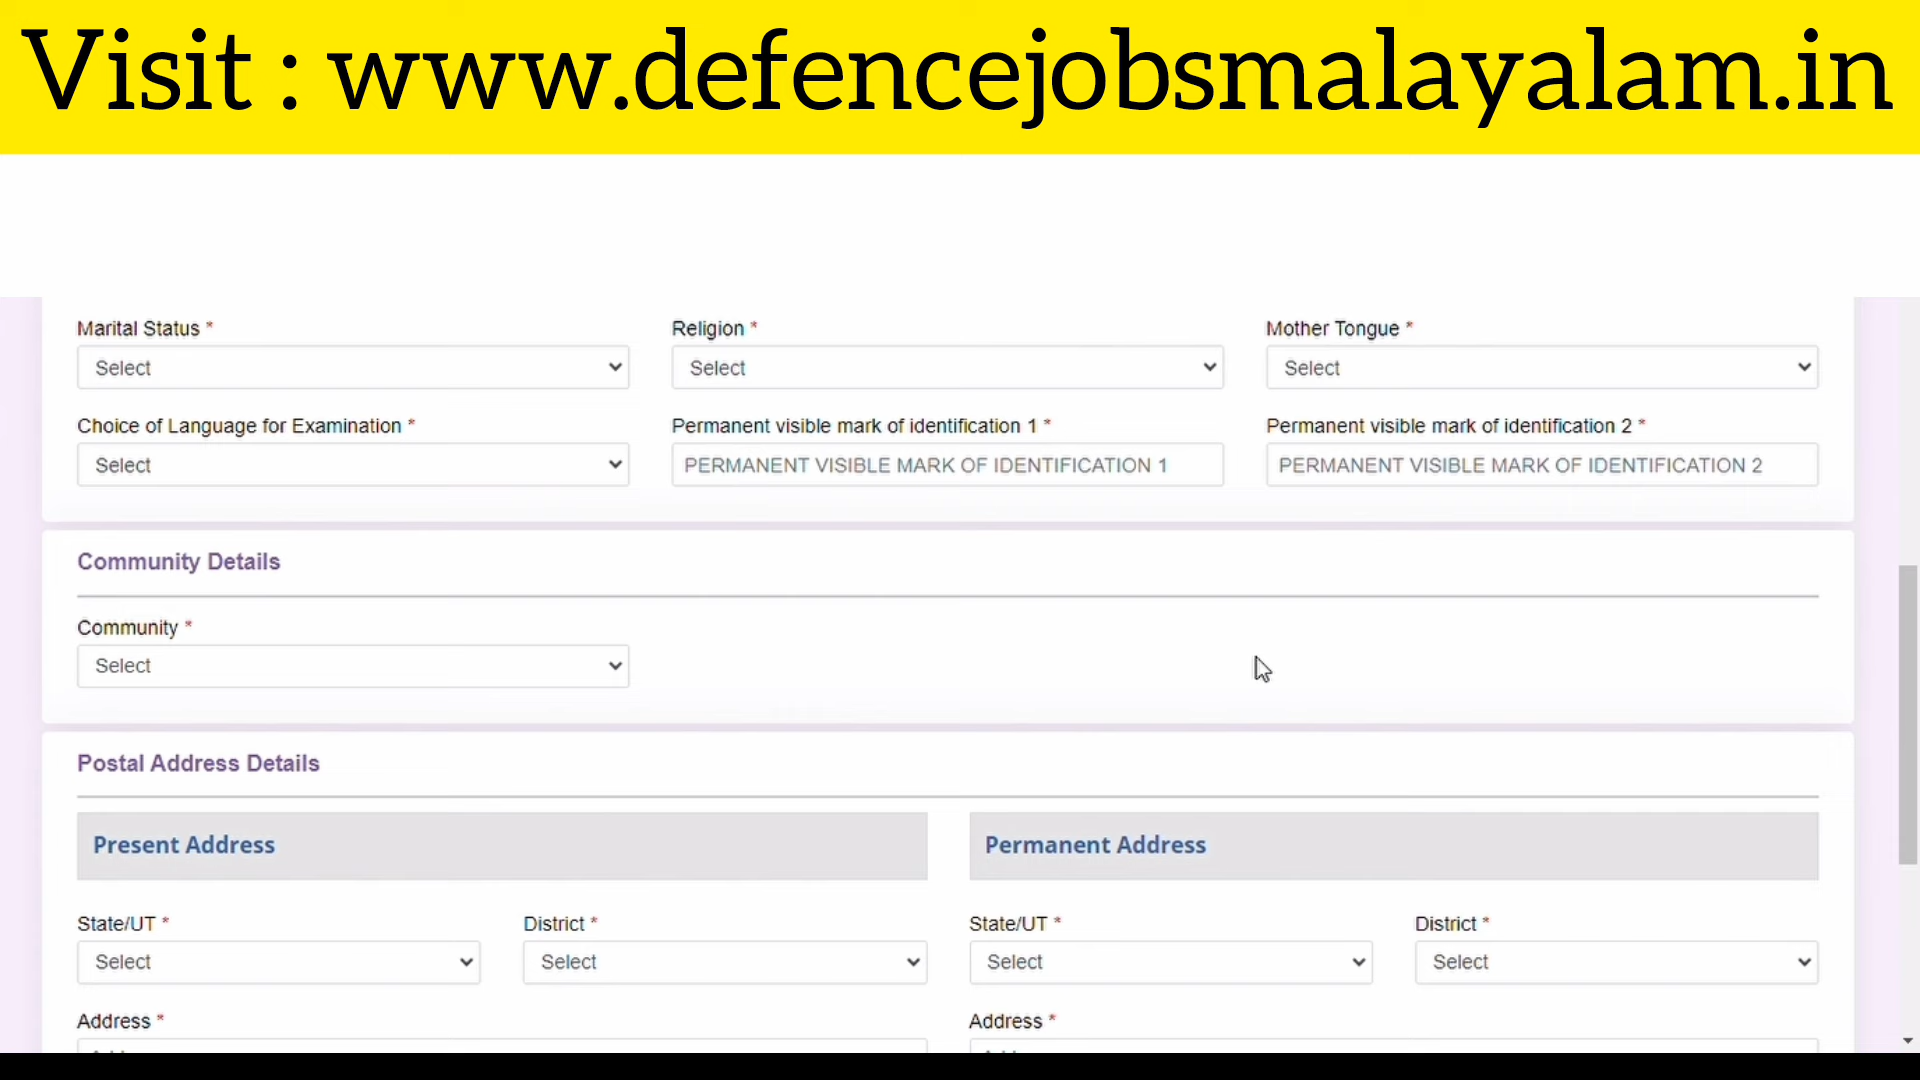 Visit : www.defencejobsmalayalam.in
Marital Status * Religion * Mother Tongue *
Select Select Select
Choice of Language for Examination * Permanent visible mark of identification 1 * Permanent visible mark of identification 2 *
Select PERMANENT VISIBLE MARK OF IDENTIFICATION 1 PERMANENT VISIBLE MARK OF IDENTIFICATION 2
Community Details
Community *
Select
Postal Address Details
Present Address Permanent Address
State/UT * District * State/UT * District *
Select Select Select Select
Address * Address *